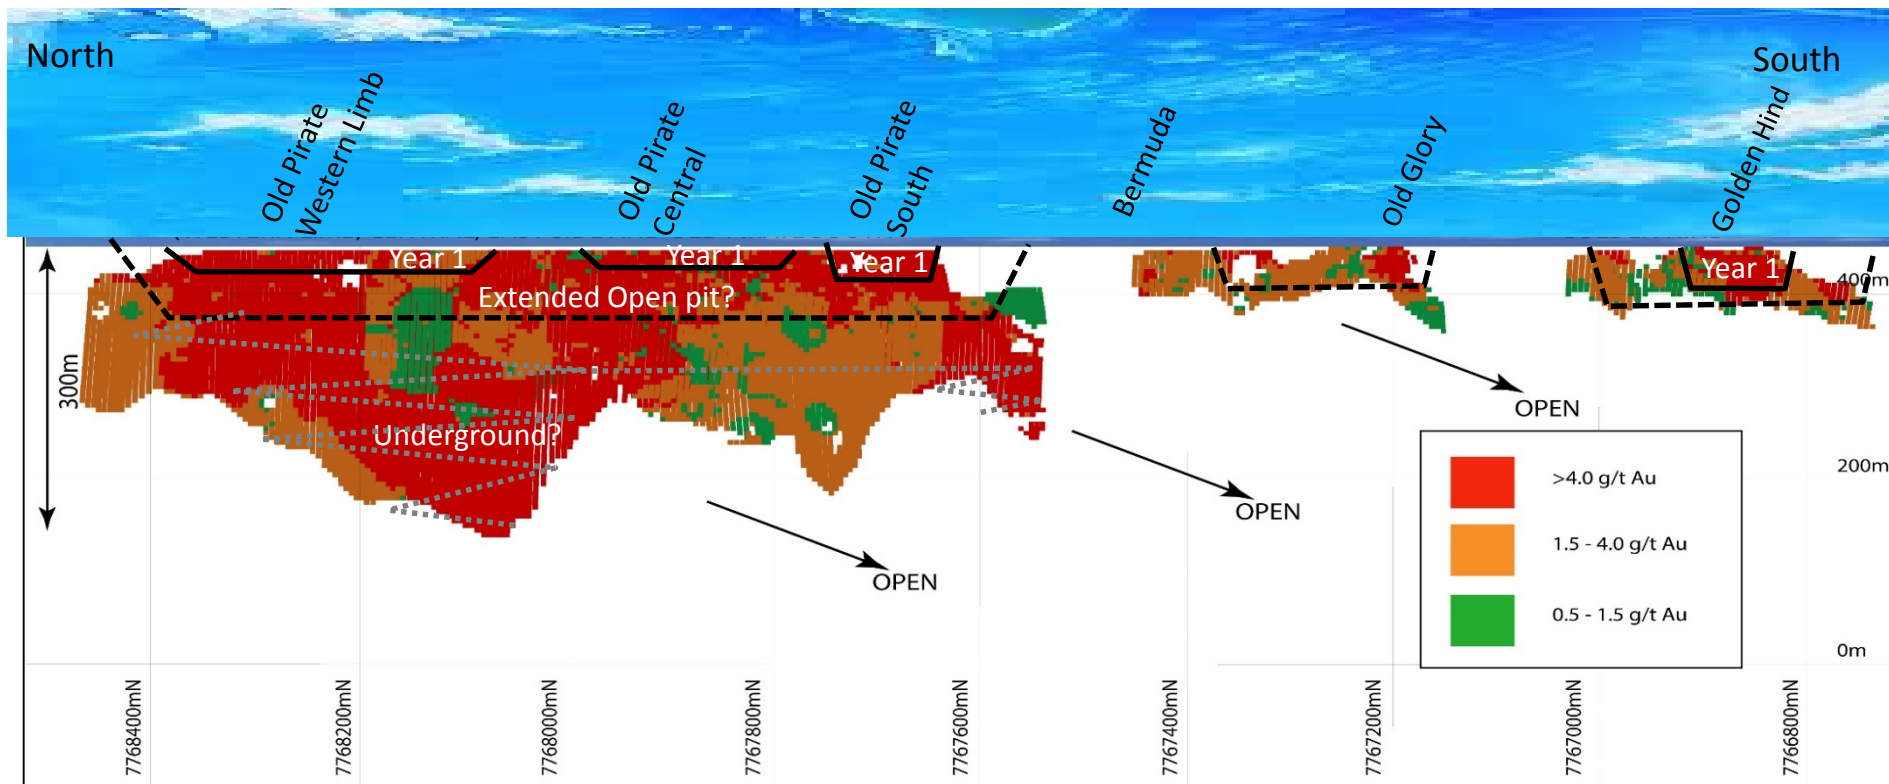 North
South
Old Pirate
Western Limb
Old Pirate
Central
Old Pirate
South
Bermuda
Old Glory
Golden Hind
Year 1
Year 1
Year 1
Year 1
400m
Extended Open pit?
300m
Underground?
OPEN
OPEN
OPEN
200m
>4.0 g/t Au
1.5 - 4.0 g/t Au
0.5 - 1.5 g/t Au
0m
7768400mN
7768200mN
7768000mN
7767800mN
7767600mN
7767400mN
7767200mN
7767000mN
7766800mN